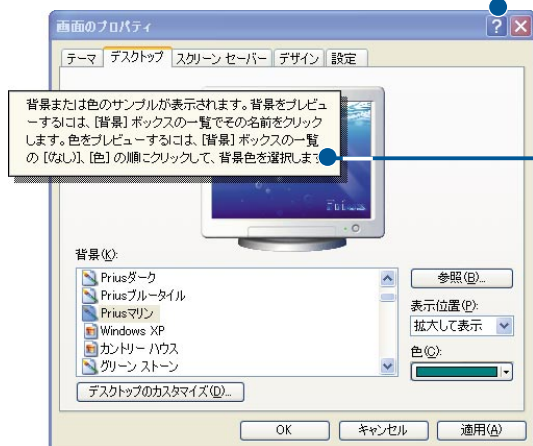 画面のプロパティ
?
テーマ デスクトップ スクリーン セーバー デザイン 設定
背景または色のサンプルが表示されます。背景をプレビュ
ーするには、[背景] ボックスの一覧でその名前をクリック
します。色をプレビューするには、[背景] ボックスの一覧
の [(なし)]、[色] の順にクリックして、背景色を選択します
Prius
背景(K):
Priusダーク
Priusブルータイル
Priusマリン
Windows XP
カントリー ハウス
グリーン ストーン
参照(B)...
表示位置(P):
拡大して表示
色(C):
デスクトップのカスタマイズ(D)...
OK キャンセル 適用(A)